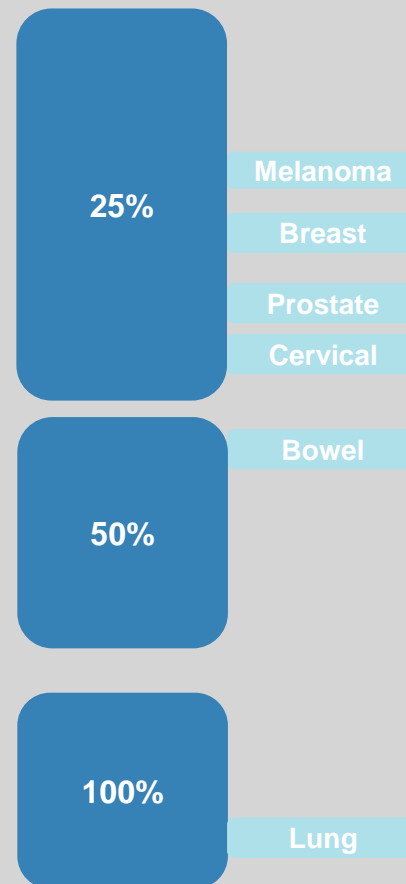 Melanoma
25%
Breast
Prostate
Cervical
Bowel
50%
100%
Lung